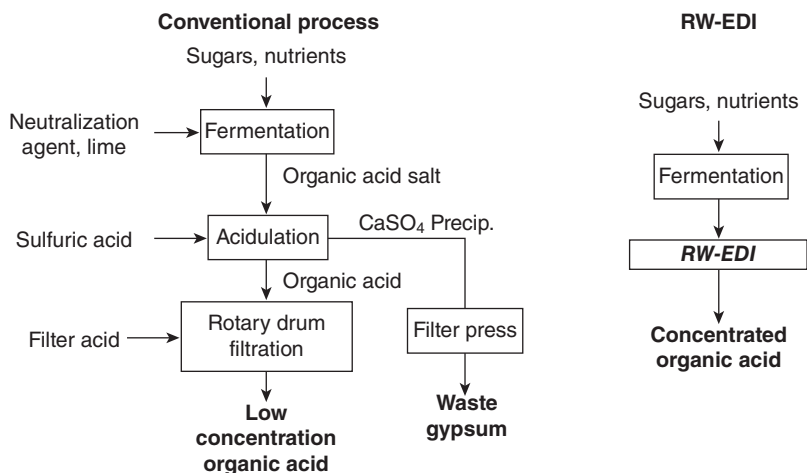 Conventional process
Sugars, nutrients
Neutralization
agent, lime
Fermentation
Organic acid salt
Sulfuric acid
Acidulation
CaSO₄ Precip.
Organic acid
Filter acid
Rotary drum
filtration
Filter press
Low
concentration
organic acid
Waste
gypsum
RW-EDI
Sugars, nutrients
Fermentation
RW-EDI
Concentrated
organic acid